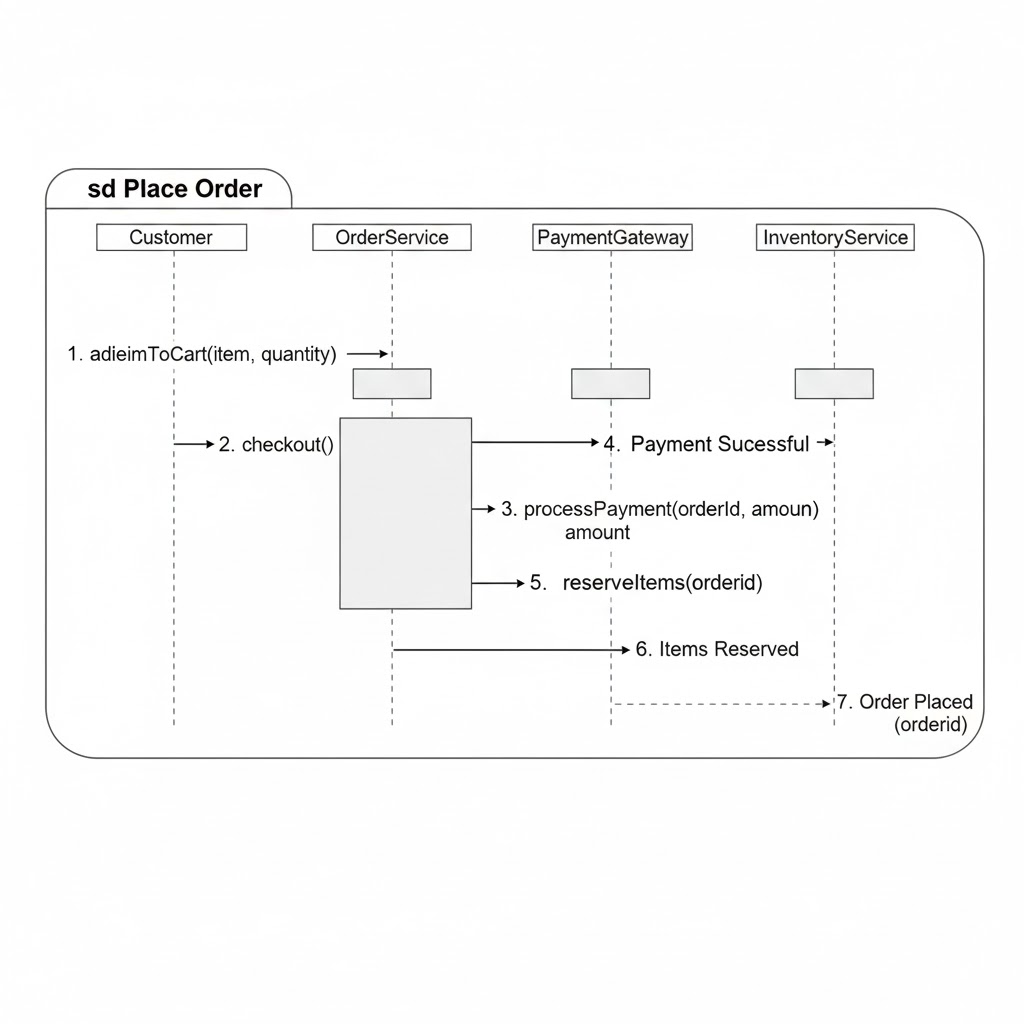 sd Place Order
Customer
OrderService
PaymentGateway
InventoryService
1. adieimToCart(item, quantity)
2. checkout()
4. Payment Sucessful
3. processPayment(orderId, amoun)
amount
5. reserveItems(orderid)
6. Items Reserved
7. Order Placed
(orderid)